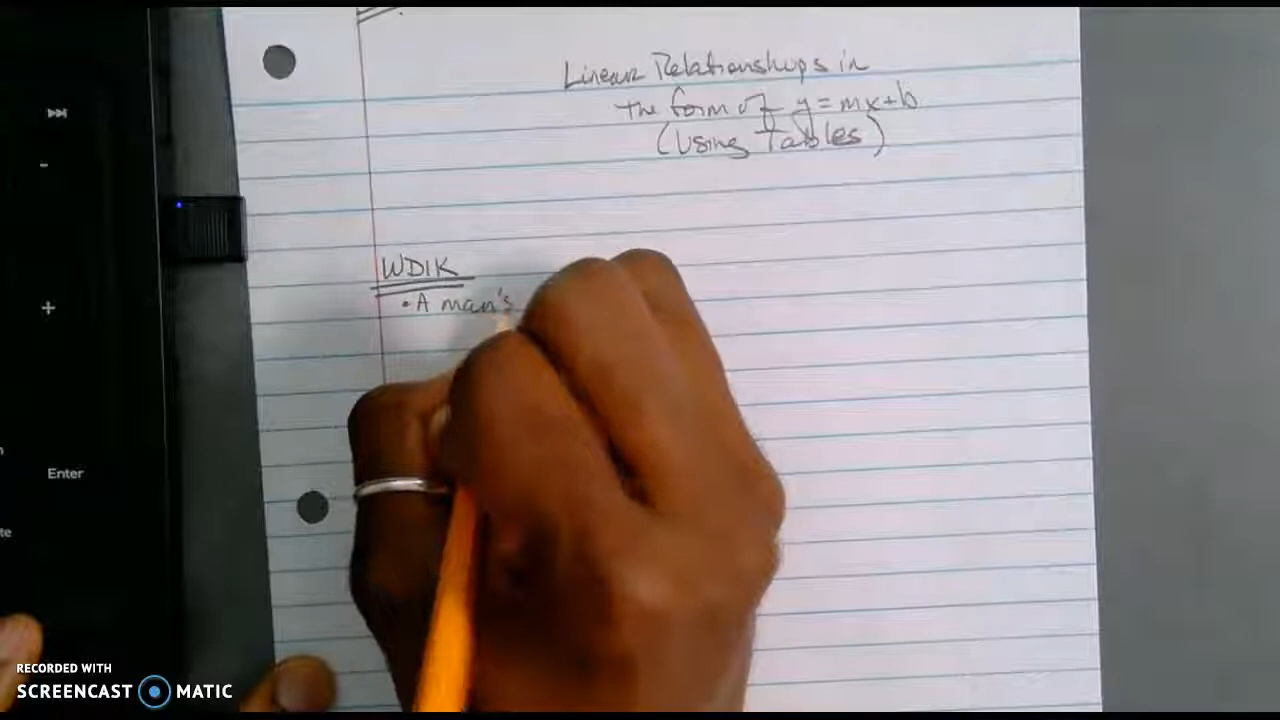 Linear Relationships in
the form of y = mx + b
(Using Tables)
WDIK
• A man's
Enter
RECORDED WITH
SCREENCAST MATIC